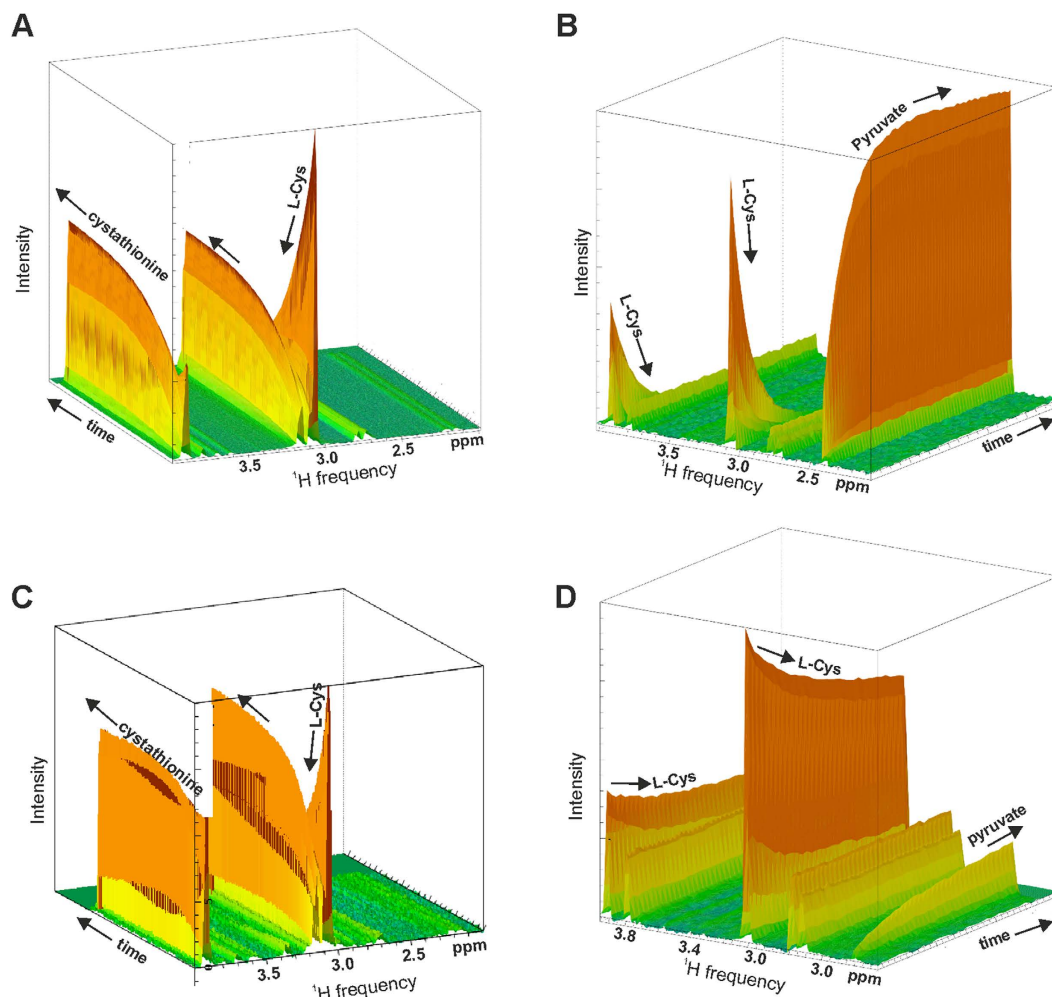 A
Intensity
cystathionine
L-Cys
time
3.5
3.0
2.5
ppm
¹H frequency
B
Intensity
L-Cys
L-Cys
Pyruvate
3.5
3.0
2.5
ppm
¹H frequency
time
C
Intensity
cystathionine
L-Cys
time
3.5
3.0
2.5
ppm
¹H frequency
D
Intensity
L-Cys
L-Cys
pyruvate
3.8
3.4
3.0
3.0
ppm
¹H frequency
time